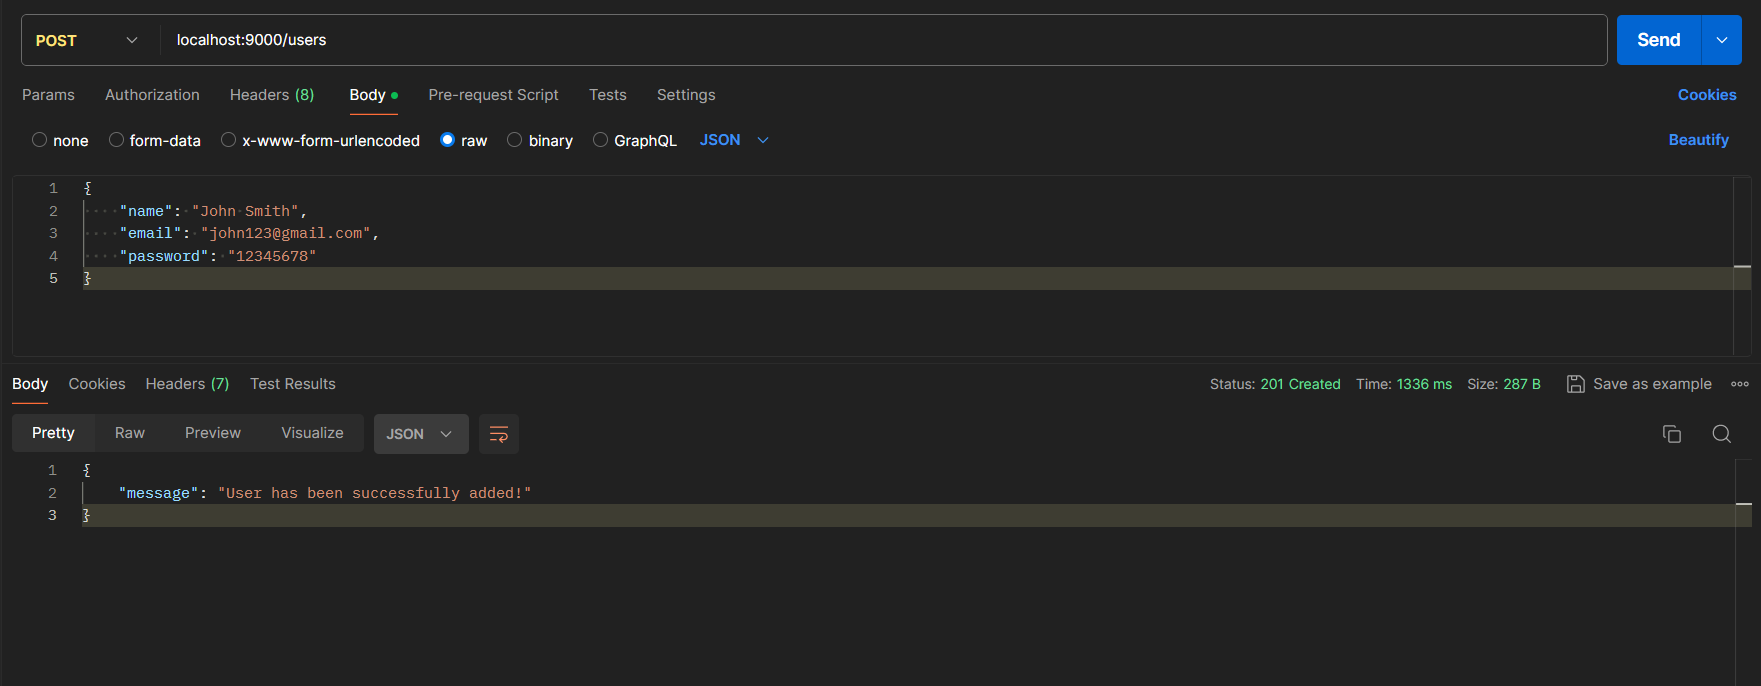 POST localhost:9000/users Send
Params Authorization Headers (8) Body Pre-request Script Tests Settings Cookies
none form-data x-www-form-urlencoded raw binary GraphQL JSON Beautify
1 {
2 "name": "John Smith",
3 "email": "john123@gmail.com",
4 "password": "12345678"
5 }
Body Cookies Headers (7) Test Results Status: 201 Created Time: 1336 ms Size: 287 B Save as example
Pretty Raw Preview Visualize JSON
1 {
2 "message": "User has been successfully added!"
3 }